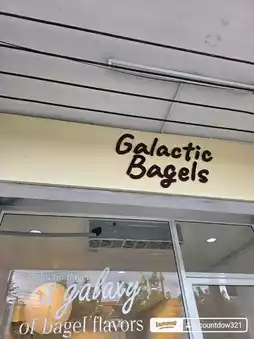 Galactic
Bagels
a galaxy
of bagel flavors
countdow321